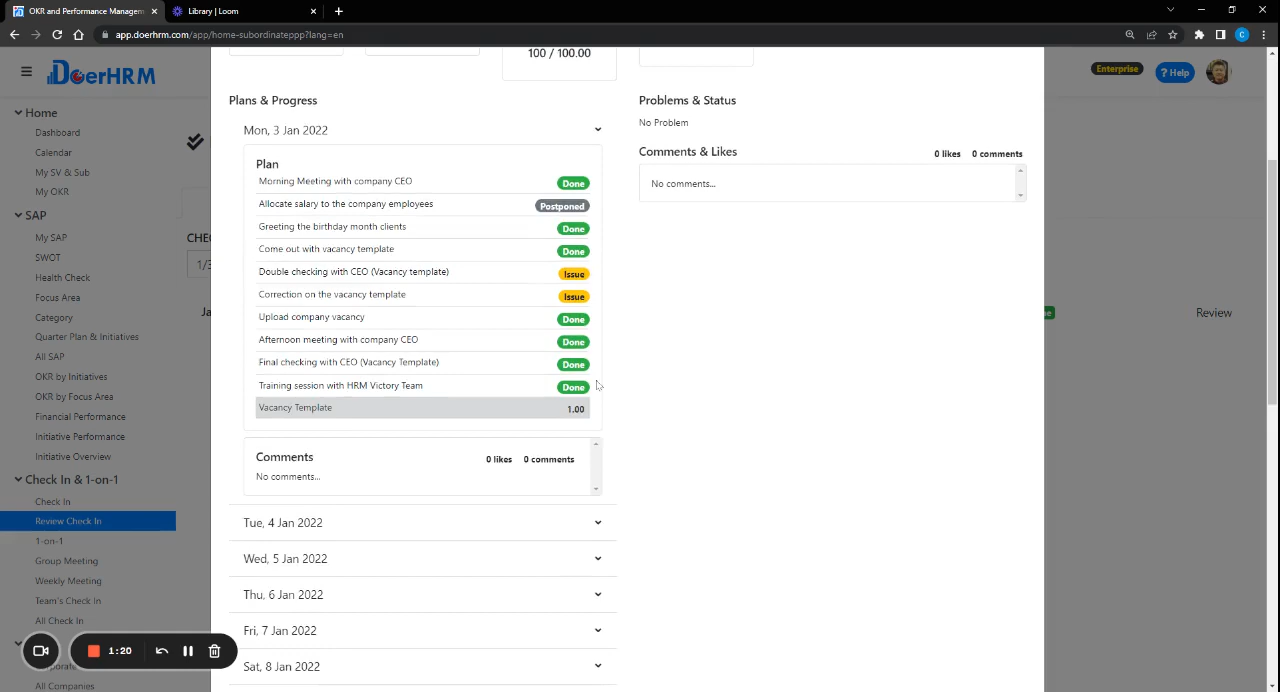 OKR and Performance Managem
Library | Loom
app.doerhm.com/app/home-subordinateppp?lang=en
C
DoerHRM
Enterprise
? Help
Home
Dashboard
Calendar
My SV & Sub
My OKR
SAP
My SAP
SWOT
Health Check
Focus Area
Category
Quarter Plan & Initiatives
All SAP
OKR by Initiatives
OKR by Focus Area
Financial Performance
Initiative Performance
Initiative Overview
Check In & 1-on-1
Check In
Review Check In
1-on-1
Group Meeting
Weekly Meeting
Team's Check In
All Check In
All Companies
1:20
CHEC
1/3
Ja
100 / 100.00
Plans & Progress
Mon, 3 Jan 2022
Plan
Morning Meeting with company CEO Done
Allocate salary to the company employees Postponed
Greeting the birthday month clients Done
Come out with vacancy template Done
Double checking with CEO (Vacancy template) Issue
Correction on the vacancy template Issue
Upload company vacancy Done
Afternoon meeting with company CEO Done
Final checking with CEO (Vacancy Template) Done
Training session with HRM Victory Team Done
Vacancy Template 1.00
Comments 0 likes 0 comments
No comments...
Tue, 4 Jan 2022
Wed, 5 Jan 2022
Thu, 6 Jan 2022
Fri, 7 Jan 2022
Sat, 8 Jan 2022
Problems & Status
No Problem
Comments & Likes 0 likes 0 comments
No comments...
Review